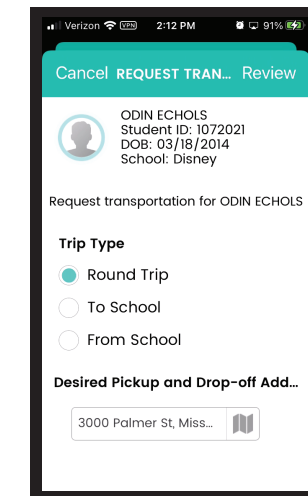 Verizon VPN 2:12 PM 91%
Cancel REQUEST TRAN... Review
ODIN ECHOLS
Student ID: 1072021
DOB: 03/18/2014
School: Disney
Request transportation for ODIN ECHOLS
Trip Type
Round Trip
To School
From School
Desired Pickup and Drop-off Add...
3000 Palmer St, Miss...